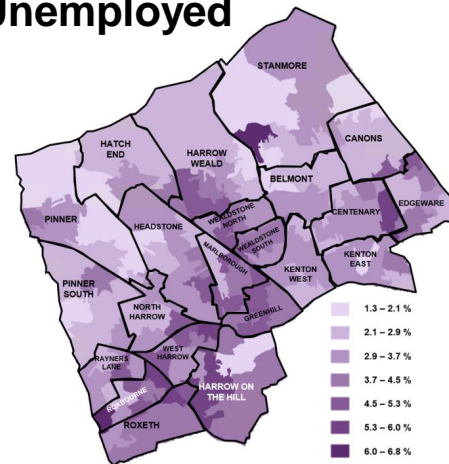 Unemployed
STANMORE
HATCH
END
CANONS
HARROW
WEALD
BELMONT
PINNER
WEALDSTONE
NORTH
CENTENARY
EDGEWARE
HEADSTONE
WEALDSTONE
SOUTH
MARLBOROUGH
KENTON
EAST
KENTON
WEST
PINNER
SOUTH
NORTH
HARROW
GREENHILL
WEST
HARROW
RAYNERS
LANE
HARROW ON
THE HILL
ROXBOURNE
ROXETH
1.3 – 2.1 %
2.1 – 2.9 %
2.9 – 3.7 %
3.7 – 4.5 %
4.5 – 5.3 %
5.3 – 6.0 %
6.0 – 6.8 %